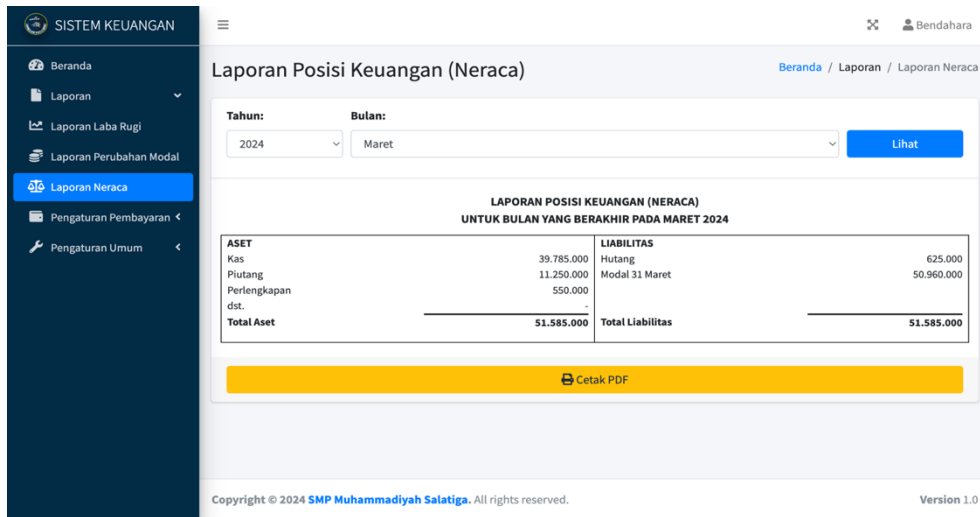 SISTEM KEUANGAN
Bendahara
Beranda
Laporan
Laporan Laba Rugi
Laporan Perubahan Modal
Laporan Neraca
Pengaturan Pembayaran
Pengaturan Umum
Laporan Posisi Keuangan (Neraca)
Beranda / Laporan / Laporan Neraca
Tahun: Bulan:
2024 Maret Lihat
LAPORAN POSISI KEUANGAN (NERACA)
UNTUK BULAN YANG BERAKHIR PADA MARET 2024
ASET LIABILITAS
Kas 39.785.000 Hutang 625.000
Piutang 11.250.000 Modal 31 Maret 50.960.000
Perlengkapan 550.000
dst. -
Total Aset 51.585.000 Total Liabilitas 51.585.000
Cetak PDF
Copyright © 2024 SMP Muhammadiyah Salatiga. All rights reserved. Version 1.0